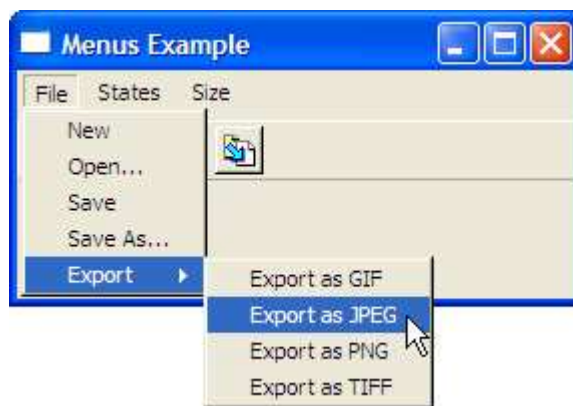 Menus Example
File States Size
New
Open...
Save
Save As...
Export
Export as GIF
Export as JPEG
Export as PNG
Export as TIFF